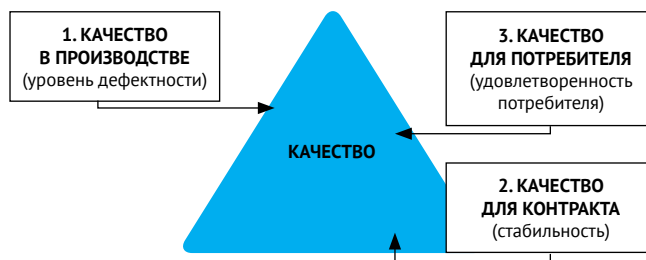 1. КАЧЕСТВО
В ПРОИЗВОДСТВЕ
(уровень дефектности)
3. КАЧЕСТВО
ДЛЯ ПОТРЕБИТЕЛЯ
(удовлетворенность
потребителя)
КАЧЕСТВО
2. КАЧЕСТВО
ДЛЯ КОНТРАКТА
(стабильность)